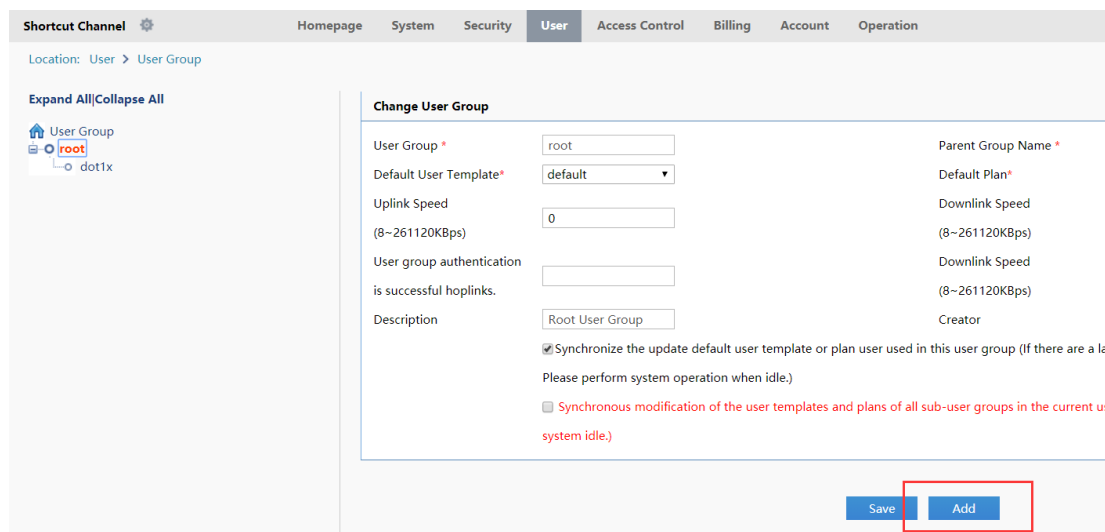 Shortcut Channel Homepage System Security User Access Control Billing Account Operation
Location: User > User Group
Expand All|Collapse All
Change User Group
User Group
User Group * root Parent Group Name *
root
Default User Template* default Default Plan*
dot1x
Uplink Speed Downlink Speed
0
(8~261120KBps) (8~261120KBps)
User group authentication Downlink Speed
is successful hoplinks. (8~261120KBps)
Description Root User Group Creator
Synchronize the update default user template or plan user used in this user group (If there are a la
Please perform system operation when idle.)
Synchronous modification of the user templates and plans of all sub-user groups in the current us
system idle.)
Save Add